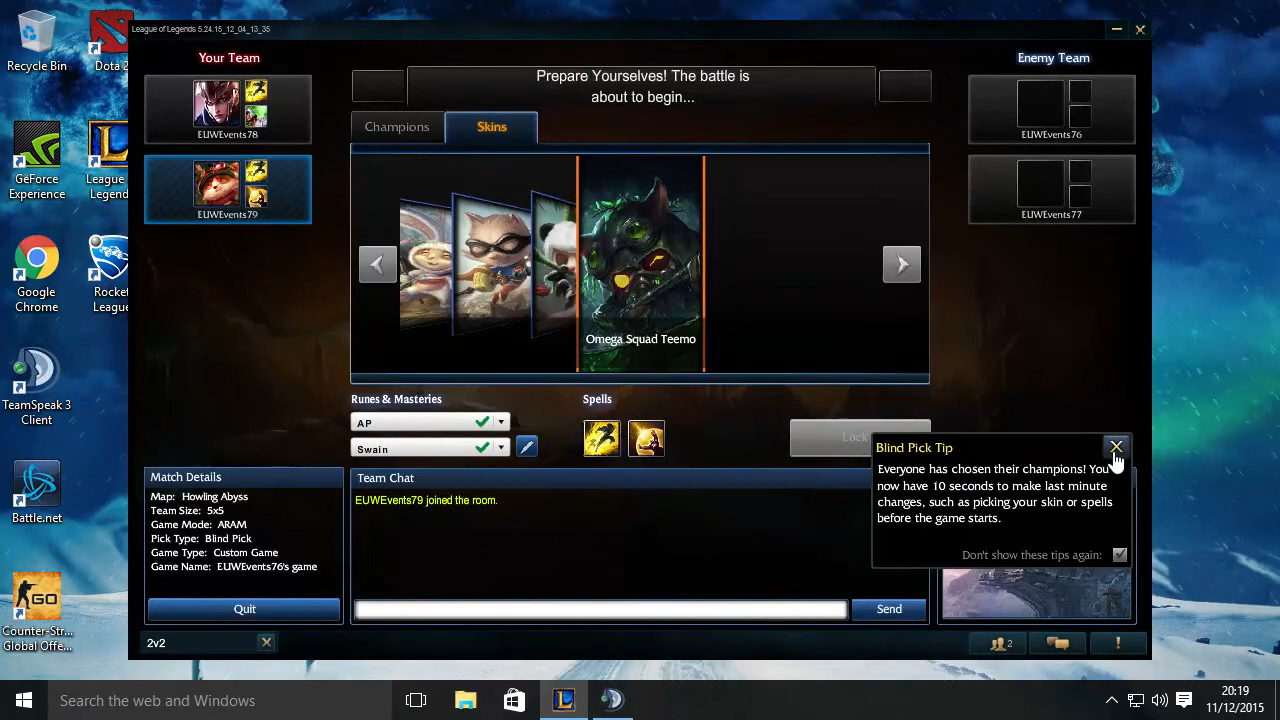 League of Legends 5.24.15_12_04_13_35
Recycle Bin
Dota 2
GeForce
Experience
League
Legend
Google
Chrome
Rocket
League
TeamSpeak 3
Client
Battle.net
GO
Counter-Str...
Global Offe...
Your Team
EUWEvents78
EUWEvents79
Prepare Yourselves! The battle is
about to begin...
Champions
Skins
Omega Squad Teemo
Enemy Team
EUWEvents76
EUWEvents77
Runes & Masteries
AP
Swain
Spells
Lock
Blind Pick Tip
Everyone has chosen their champions! You
now have 10 seconds to make last minute
changes, such as picking your skin or spells
before the game starts.
Don't show these tips again:
Match Details
Map: Howling Abyss
Team Size: 5x5
Game Mode: ARAM
Pick Type: Blind Pick
Game Type: Custom Game
Game Name: EUWEvents76's game
Quit
Team Chat
EUWEvents79 joined the room.
Send
2v2
2
Search the web and Windows
20:19
11/12/2015